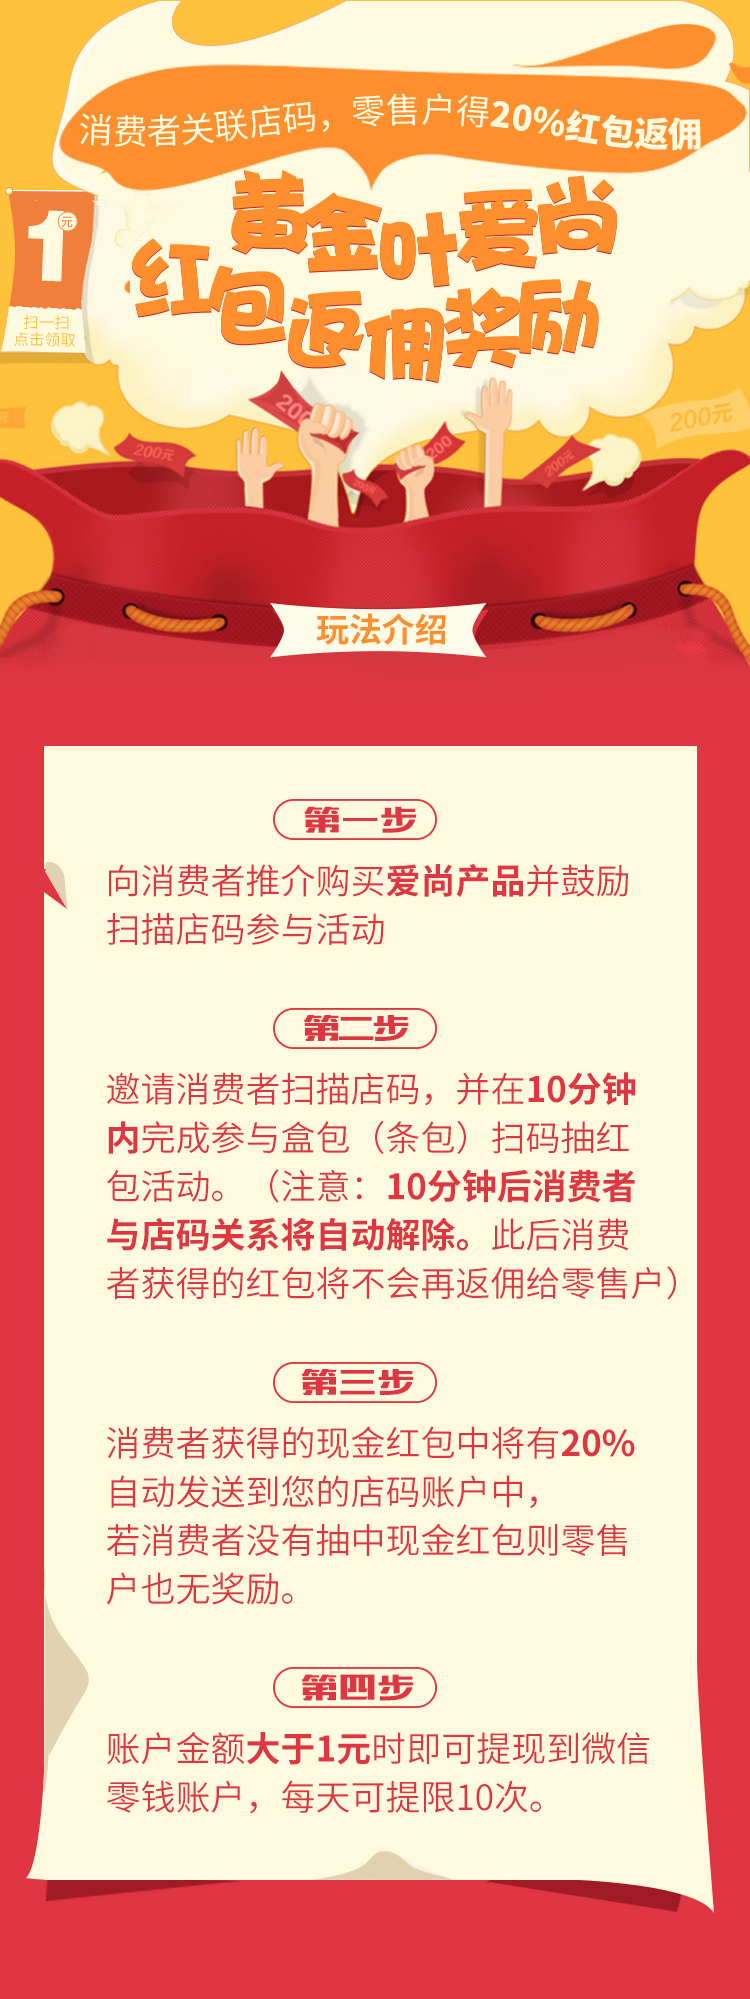 消费者关联店码，零售户得20%红包返佣
黄金叶爱尚
红包返佣奖励
1元
扫一扫
点击领取
200
200元
200
200元
200元
200元
元
玩法介绍
第一步
向消费者推介购买爱尚产品并鼓励
扫描店码参与活动
第二步
邀请消费者扫描店码，并在10分钟
内完成参与盒包（条包）扫码抽红
包活动。（注意：10分钟后消费者
与店码关系将自动解除。此后消费
者获得的红包将不会再返佣给零售户）
第三步
消费者获得的现金红包中将有20%
自动发送到您的店码账户中，
若消费者没有抽中现金红包则零售
户也无奖励。
第四步
账户金额大于1元时即可提现到微信
零钱账户，每天可提限10次。